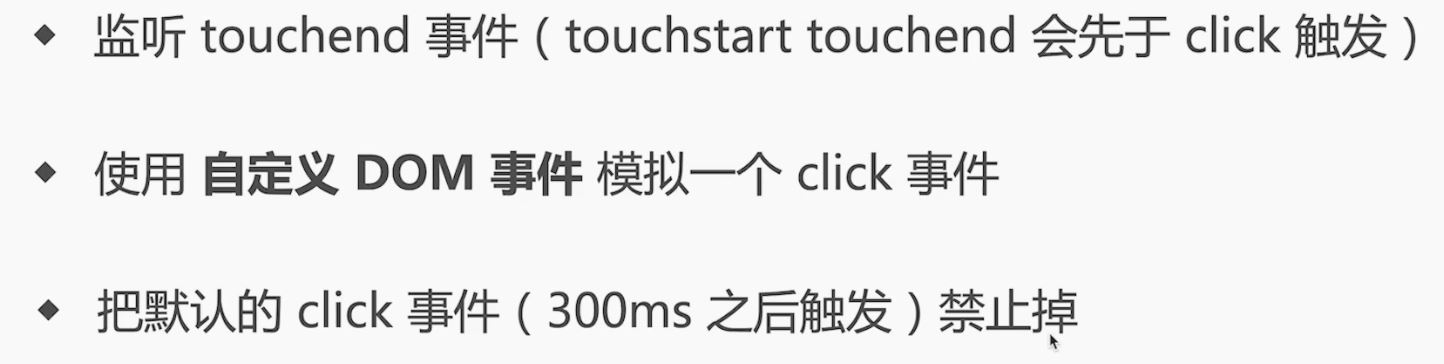 监听 touchend 事件（touchstart touchend 会先于 click 触发）
使用 自定义 DOM 事件 模拟一个 click 事件
把默认的 click 事件（300ms 之后触发）禁止掉